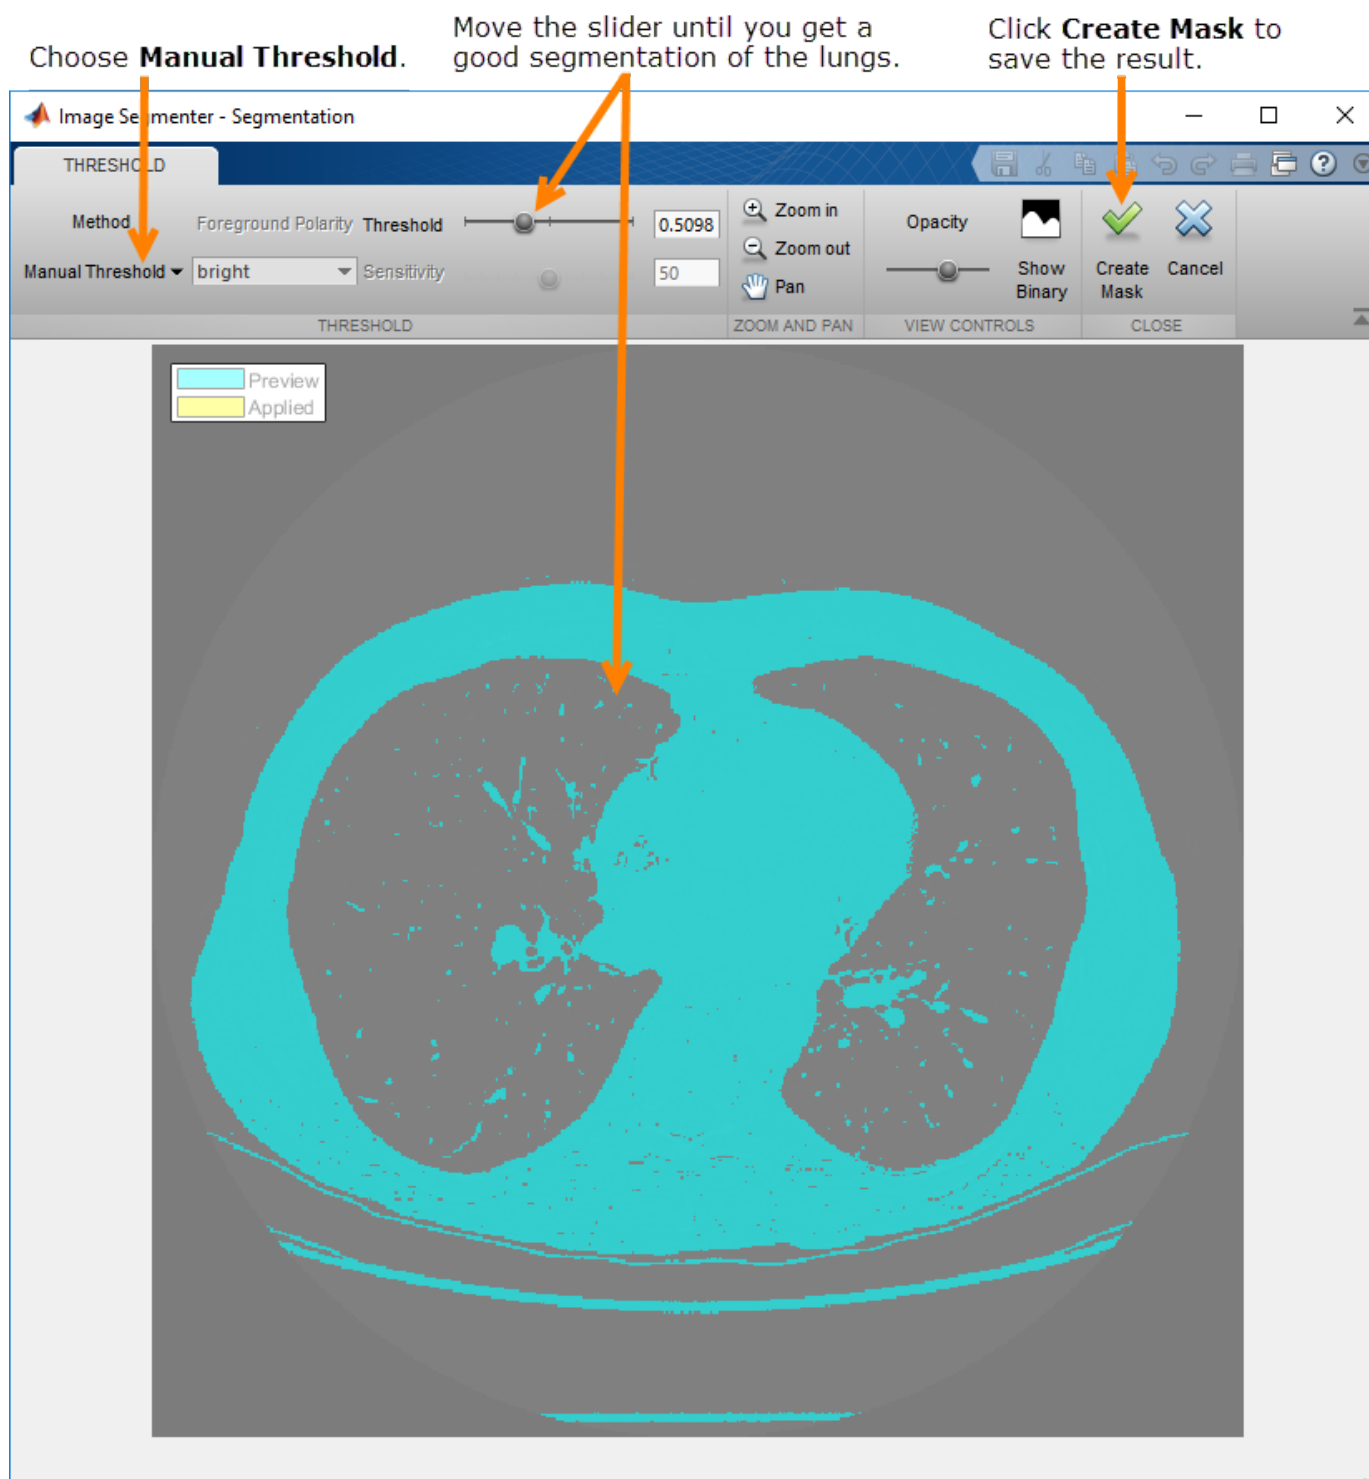 Choose Manual Threshold.
Move the slider until you get a
good segmentation of the lungs.
Click Create Mask to
save the result.
Image Segmenter - Segmentation
THRESHOLD
Method
Manual Threshold
Foreground Polarity
bright
Threshold
0.5098
Sensitivity
50
THRESHOLD
Zoom in
Zoom out
Pan
ZOOM AND PAN
Opacity
Show
Binary
VIEW CONTROLS
Create
Mask
Cancel
CLOSE
Preview
Applied